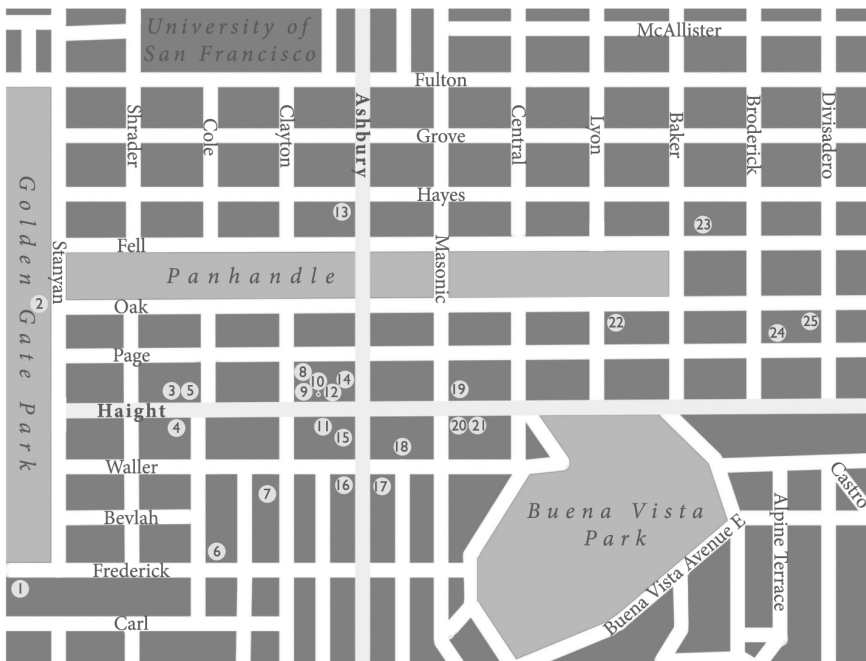 University of
San Francisco
McAllister
Fulton
Shrader
Cole
Clayton
Ashbury
Grove
Central
Lyon
Baker
Broderick
Divisadero
Hayes
13
23
Golden Gate Park
Stanyan
Fell
Masonic
Panhandle
2
Oak
22
24
25
Page
8
10
14
3
5
9
12
19
Haight
4
11
15
18
20
21
Waller
16
17
7
Castro
Bevlah
Buena Vista
Park
Alpine Terrace
6
Buena Vista Avenue E
Frederick
1
Carl